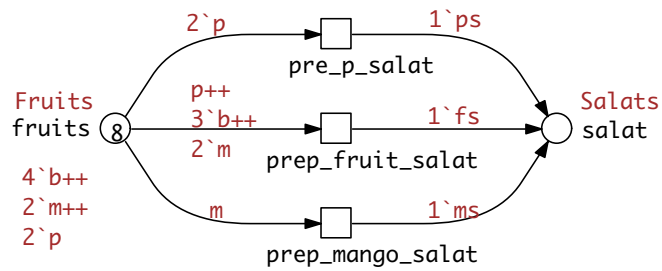 2`p
1`ps
pre_p_salat
Fruits
fruits
8
p++
3`b++
2`m
1`fs
prep_fruit_salat
Salats
salat
4`b++
2`m++
2`p
m
1`ms
prep_mango_salat